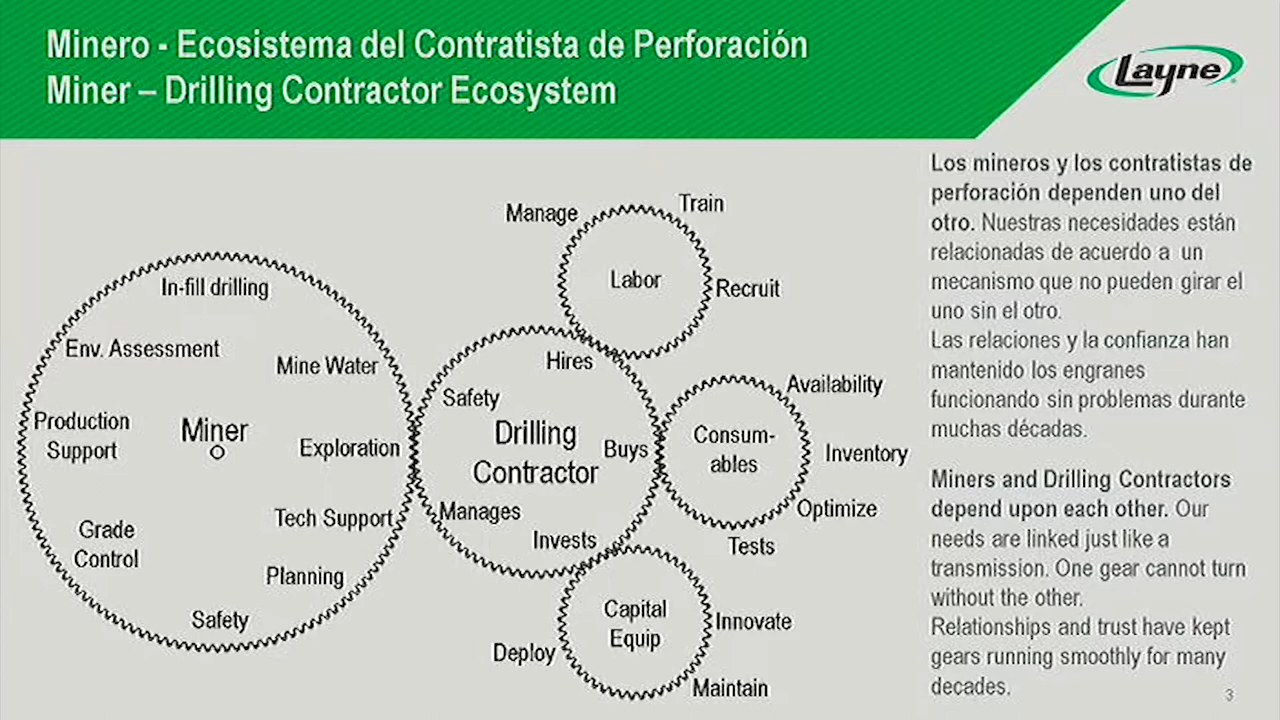 Minero - Ecosistema del Contratista de Perforación
Miner – Drilling Contractor Ecosystem
Layne
In-fill drilling
Env. Assessment
Mine Water
Production
Support
Miner
Exploration
Tech Support
Grade
Control
Planning
Safety
Hires
Safety
Drilling
Contractor
Buys
Manages
Invests
Manage
Train
Labor
Recruit
Availability
Consum-
ables
Inventory
Optimize
Tests
Capital
Equip
Innovate
Deploy
Maintain
Los mineros y los contratistas de
perforación dependen uno del
otro. Nuestras necesidades están
relacionadas de acuerdo a un
mecanismo que no pueden girar el
uno sin el otro.
Las relaciones y la confianza han
mantenido los engranes
funcionando sin problemas durante
muchas décadas.
Miners and Drilling Contractors
depend upon each other. Our
needs are linked just like a
transmission. One gear cannot turn
without the other.
Relationships and trust have kept
gears running smoothly for many
decades.
3